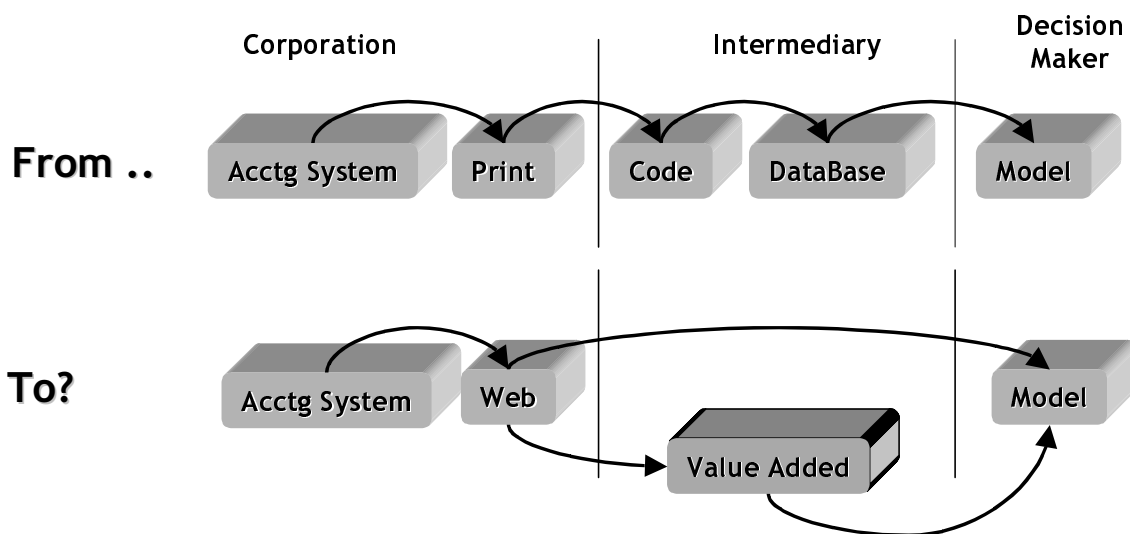 Corporation
Intermediary
Decision
Maker
From ..
Acctg System
Print
Code
DataBase
Model
To?
Acctg System
Web
Model
Value Added